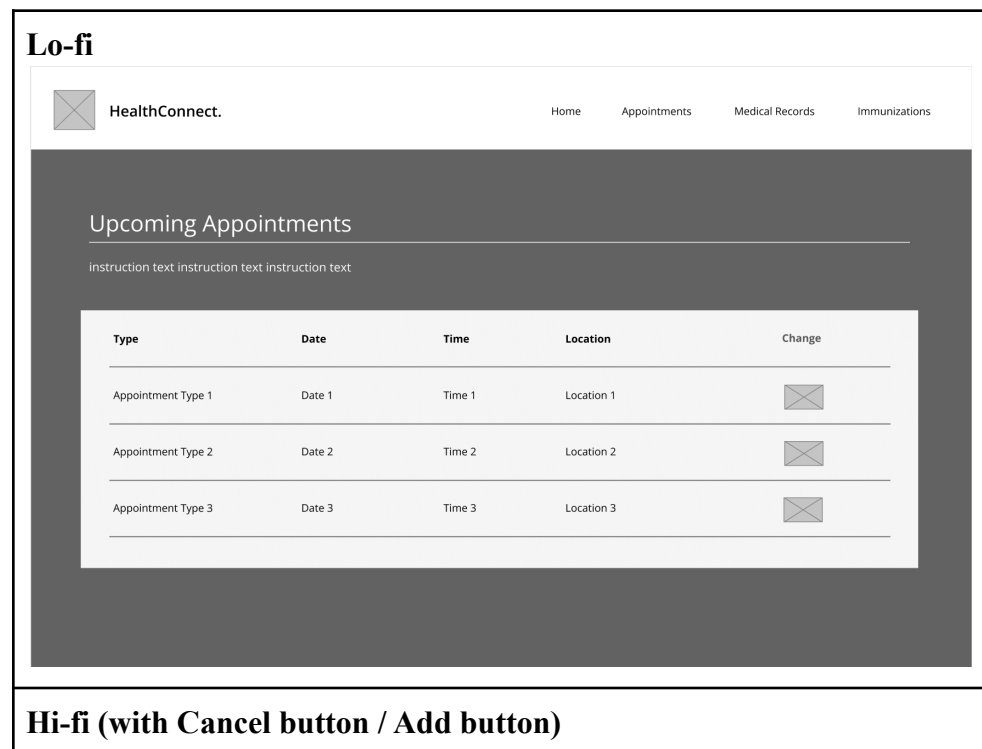 Lo-fi
HealthConnect. Home Appointments Medical Records Immunizations
Upcoming Appointments
instruction text instruction text instruction text
Type Date Time Location Change
Appointment Type 1 Date 1 Time 1 Location 1
Appointment Type 2 Date 2 Time 2 Location 2
Appointment Type 3 Date 3 Time 3 Location 3
Hi-fi (with Cancel button / Add button)